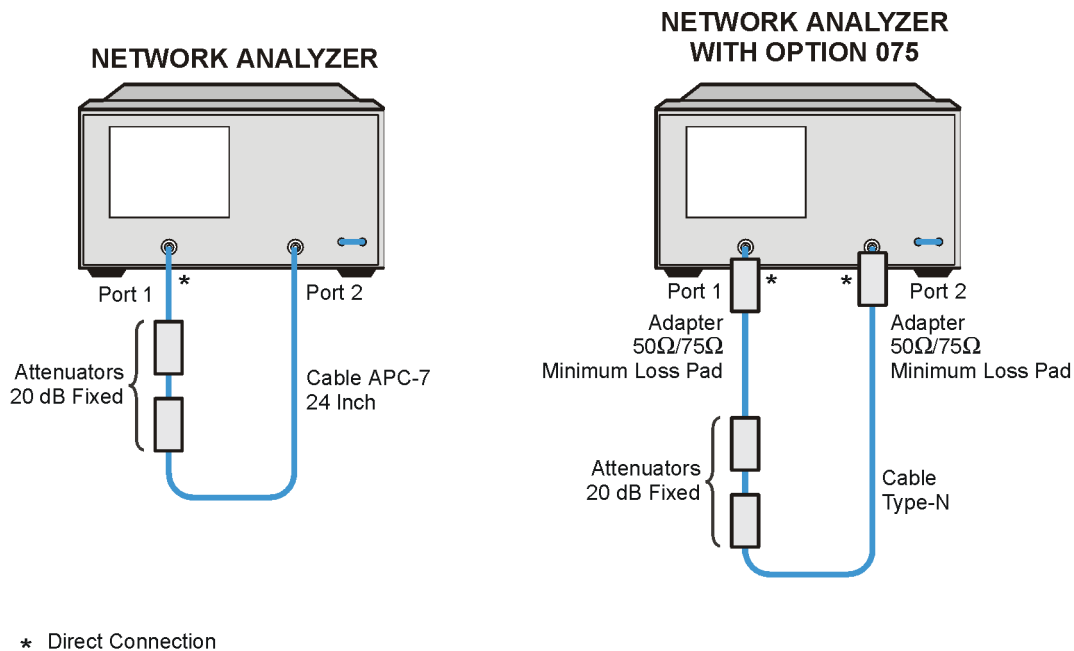 NETWORK ANALYZER
Port 1
*
Port 2
Attenuators
20 dB Fixed
Cable APC-7
24 Inch
NETWORK ANALYZER
WITH OPTION 075
Port 1
*
*
Port 2
Adapter
50Ω/75Ω
Minimum Loss Pad
Adapter
50Ω/75Ω
Minimum Loss Pad
Attenuators
20 dB Fixed
Cable
Type-N
* Direct Connection